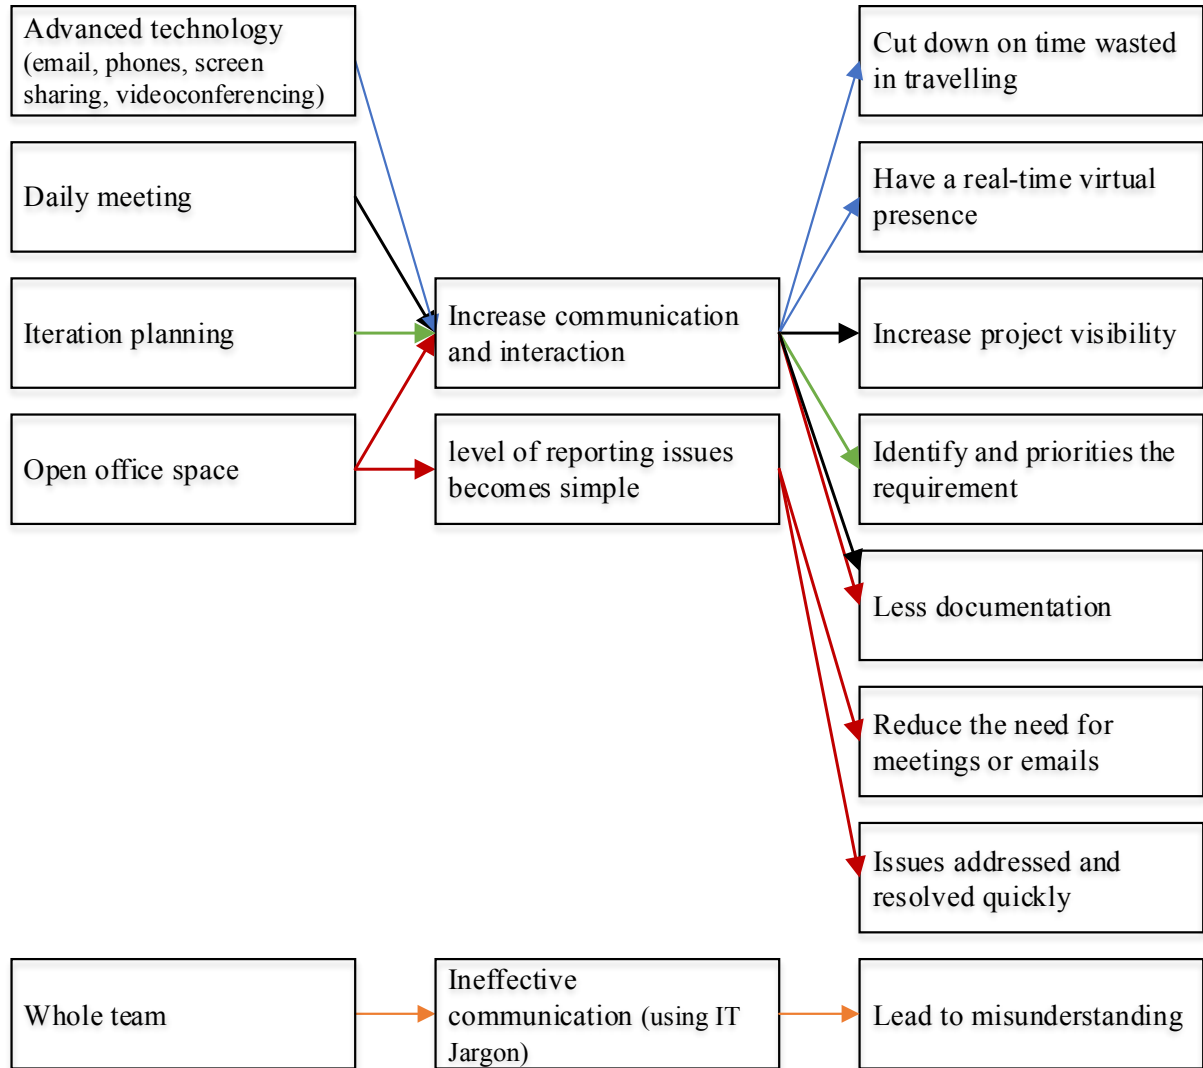 Advanced technology
(email, phones, screen
sharing, videoconferencing)
Cut down on time wasted
in travelling
Daily meeting
Have a real-time virtual
presence
Iteration planning
Increase communication
and interaction
Increase project visibility
Open office space
level of reporting issues
becomes simple
Identify and priorities the
requirement
Less documentation
Reduce the need for
meetings or emails
Issues addressed and
resolved quickly
Whole team
Ineffective
communication (using IT
Jargon)
Lead to misunderstanding